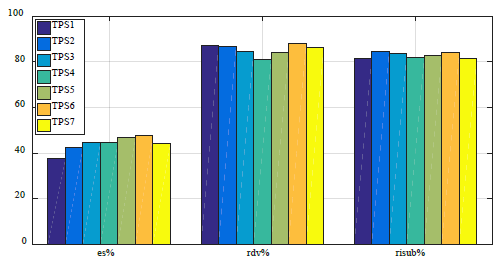 100
80
60
40
20
0
TPS1
TPS2
TPS3
TPS4
TPS5
TPS6
TPS7
es%
rdv%
risub%